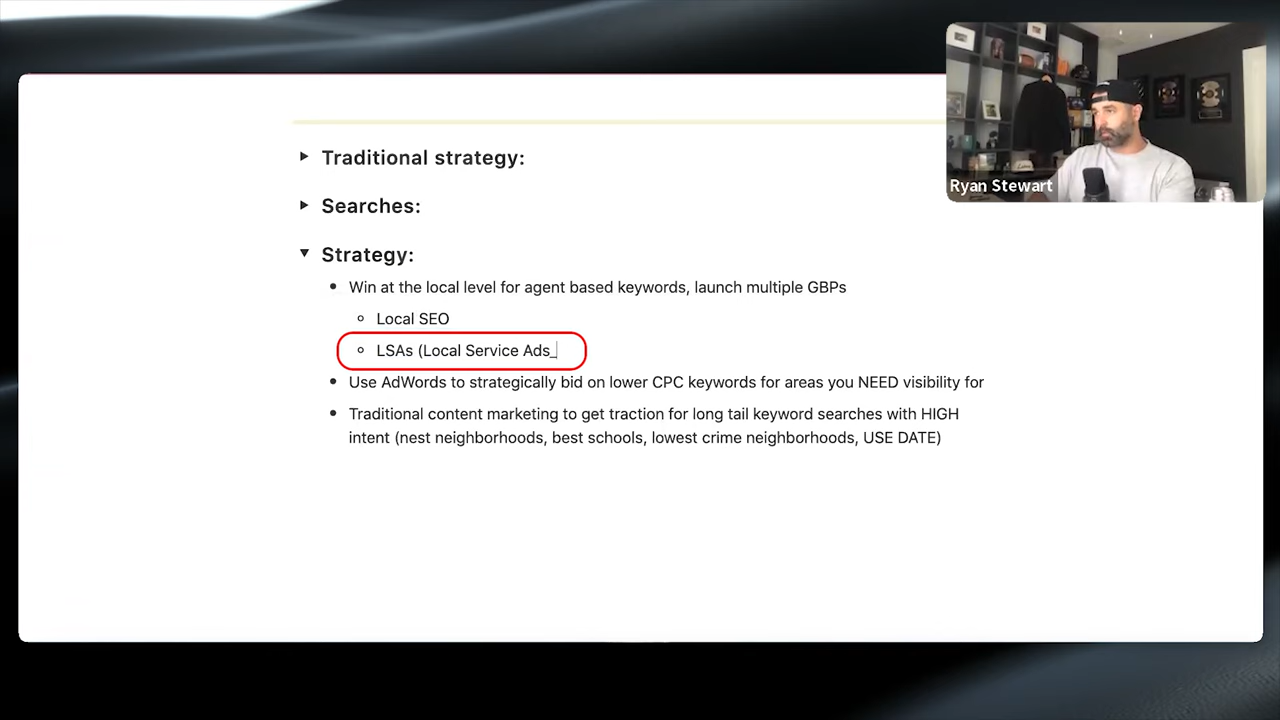 Ryan Stewart
Traditional strategy:
Searches:
Strategy:
Win at the local level for agent based keywords, launch multiple GBPs
Local SEO
LSAs (Local Service Ads_
Use AdWords to strategically bid on lower CPC keywords for areas you NEED visibility for
Traditional content marketing to get traction for long tail keyword searches with HIGH
intent (nest neighborhoods, best schools, lowest crime neighborhoods, USE DATE)